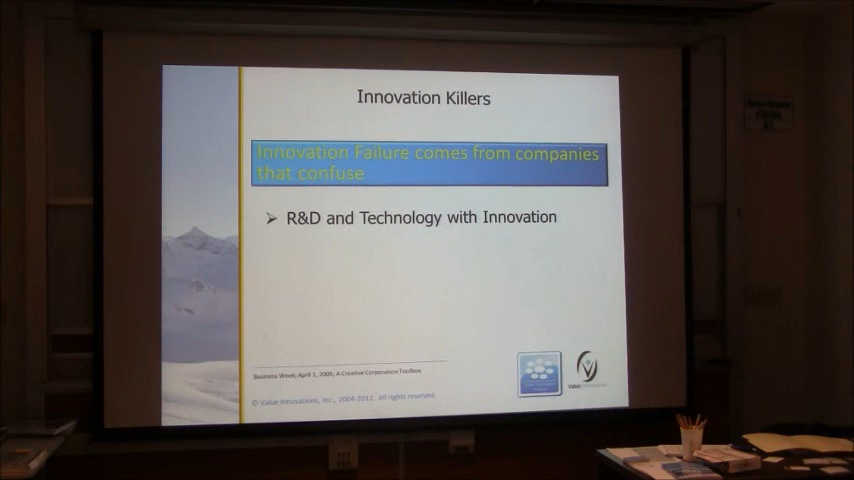 Innovation Killers
Innovation Failure comes from companies
that confuse
➢ R&D and Technology with Innovation
Business Week; April 1, 2005; A Creative Corporation Toolbox
© Value Innovations, Inc., 2004-2012. All rights reserved.